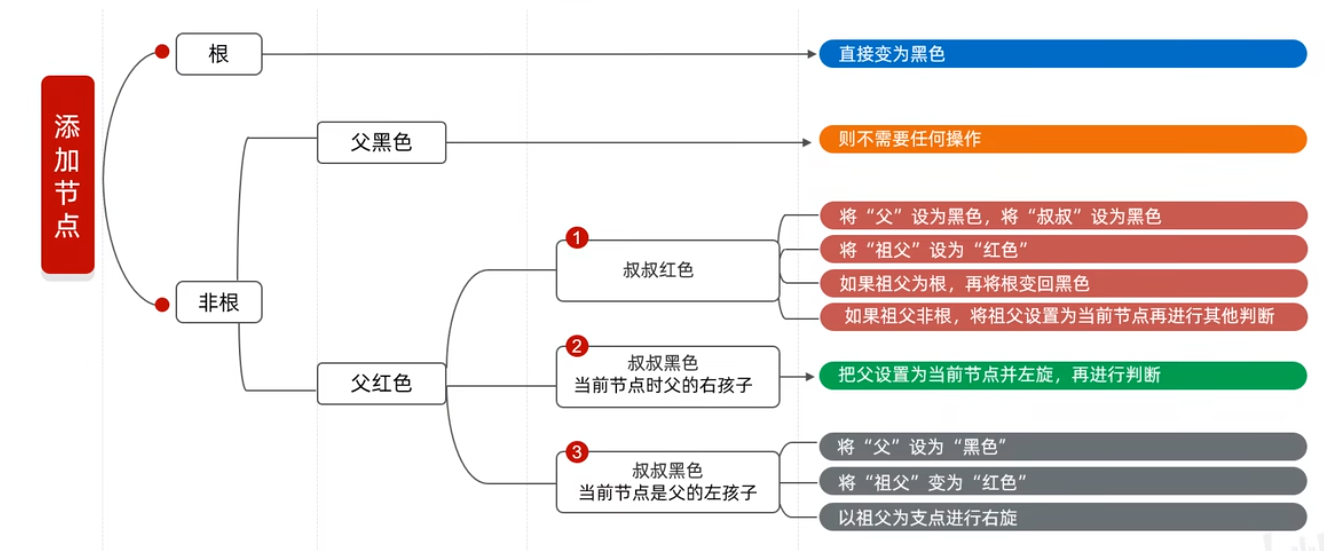 添加节点
根
直接变为黑色
父黑色
则不需要任何操作
非根
父红色
1
叔叔红色
将“父”设为黑色，将“叔叔”设为黑色
将“祖父”设为“红色”
如果祖父为根，再将根变回黑色
如果祖父非根，将祖父设置为当前节点再进行其他判断
2
叔叔黑色
当前节点时父的右孩子
把父设置为当前节点并左旋，再进行判断
3
叔叔黑色
当前节点是父的左孩子
将“父”设为“黑色”
将“祖父”变为“红色”
以祖父为支点进行右旋